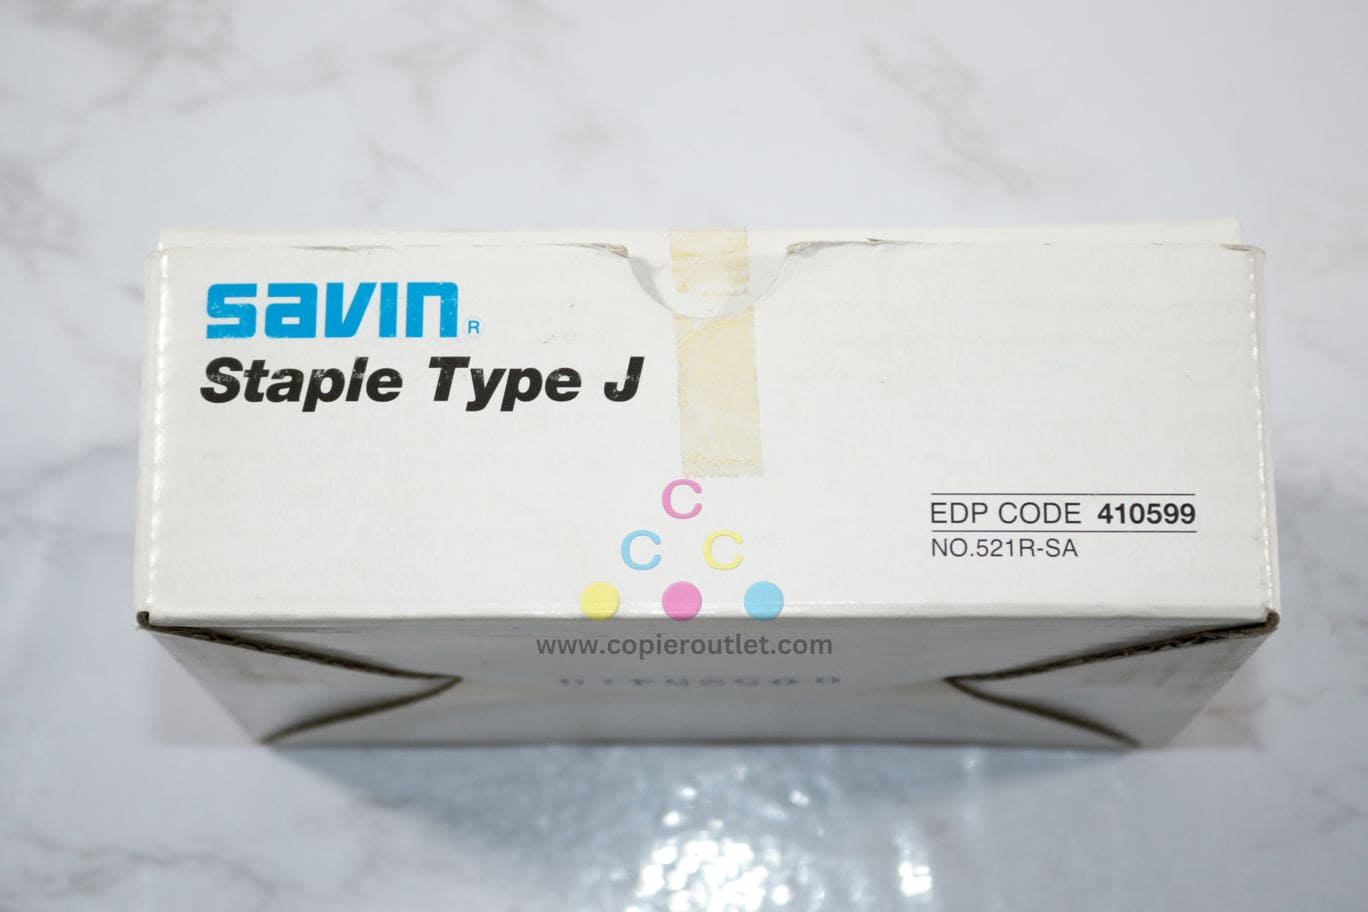 savin®
Staple Type J
EDP CODE 410599
NO.521R-SA
C
C C
www.copieroutlet.com